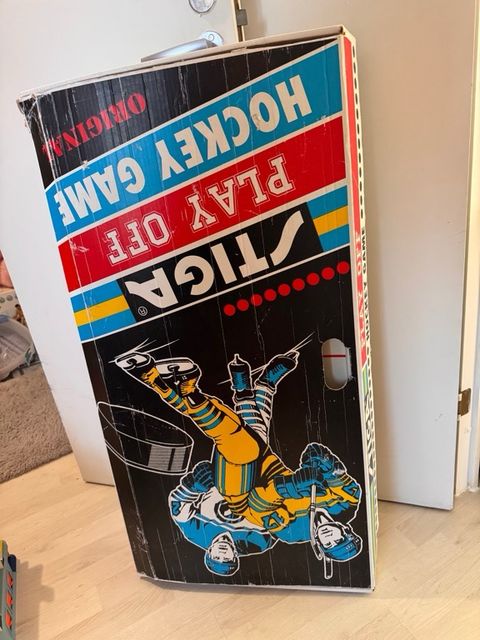 STIGA®
PLAY OFF
HOCKEY GAME
ORIGINAL